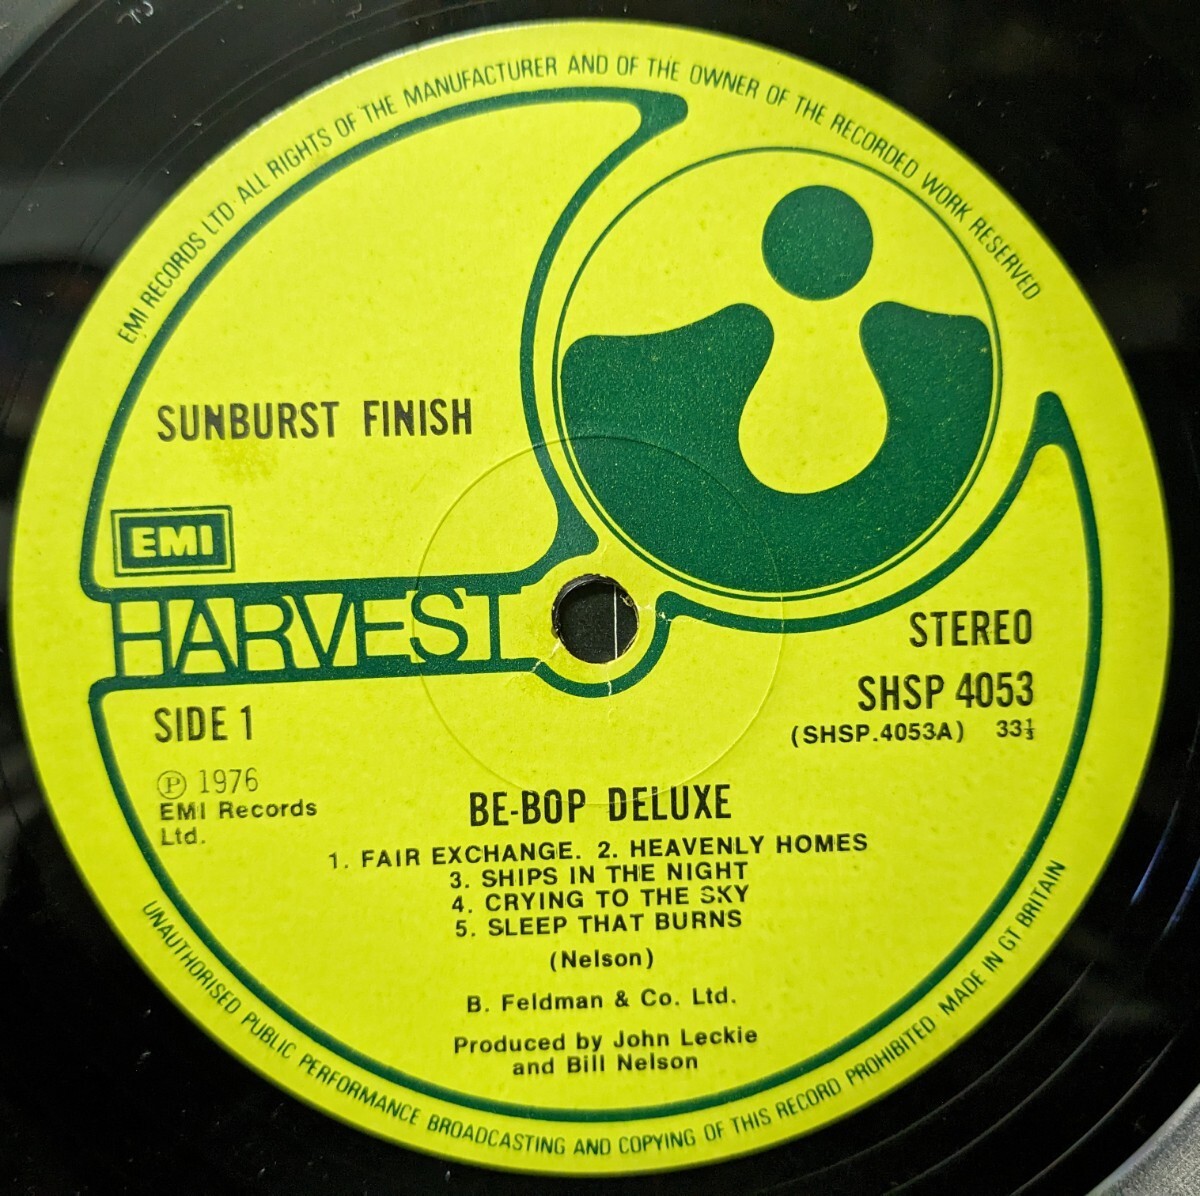 EMI RECORDS LTD· ALL RIGHTS OF THE MANUFACTURER AND OF THE OWNER OF THE RECORDED WORK RESERVED
SUNBURST FINISH
EMI
HARVEST
STEREO
SHSP 4053
(SHSP.4053A) 33⅓
SIDE 1
℗ 1976
EMI Records
Ltd.
BE-BOP DELUXE
1. FAIR EXCHANGE. 2. HEAVENLY HOMES
3. SHIPS IN THE NIGHT
4. CRYING TO THE SKY
5. SLEEP THAT BURNS
(Nelson)
B. Feldman & Co. Ltd.
Produced by John Leckie
and Bill Nelson
UNAUTHORISED PUBLIC PERFORMANCE BROADCASTING AND COPYING OF THIS RECORD PROHIBITED MADE IN GT BRITAIN